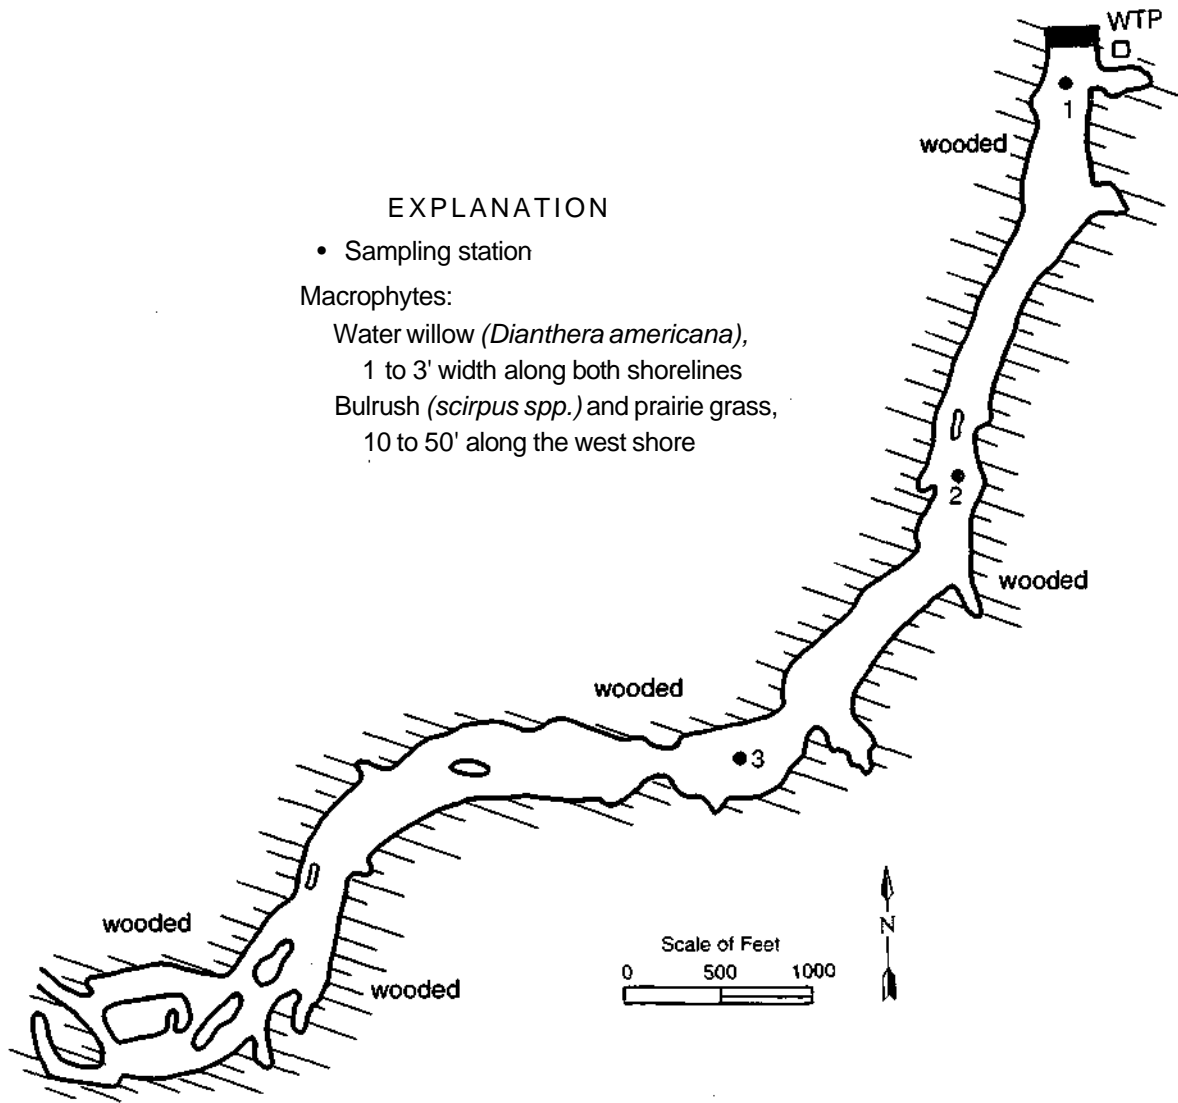 WTP
1
wooded
EXPLANATION
• Sampling station
Macrophytes:
Water willow (Dianthera americana),
1 to 3' width along both shorelines
Bulrush (scirpus spp.) and prairie grass,
10 to 50' along the west shore
2
wooded
wooded
3
wooded
wooded
N
Scale of Feet
0 500 1000